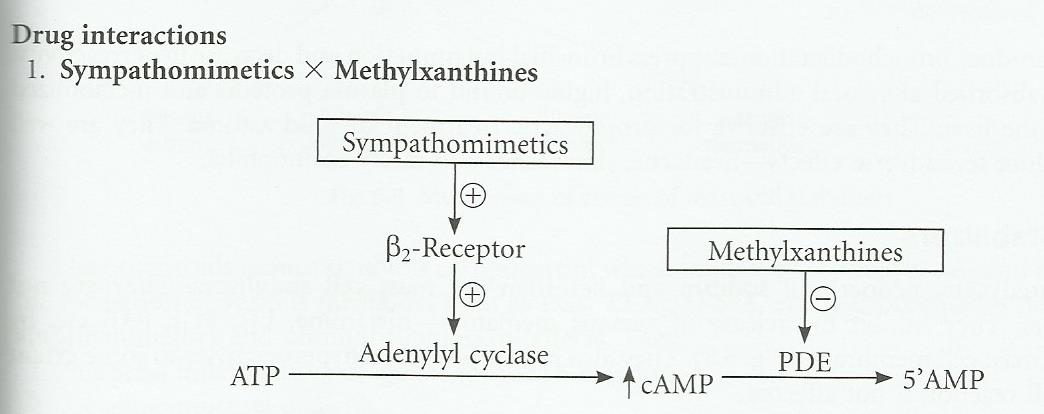 Drug interactions
1. Sympathomimetics × Methylxanthines
Sympathomimetics
⊕
β₂-Receptor
Methylxanthines
⊕
⊖
Adenylyl cyclase
PDE
ATP
↑ cAMP
5'AMP